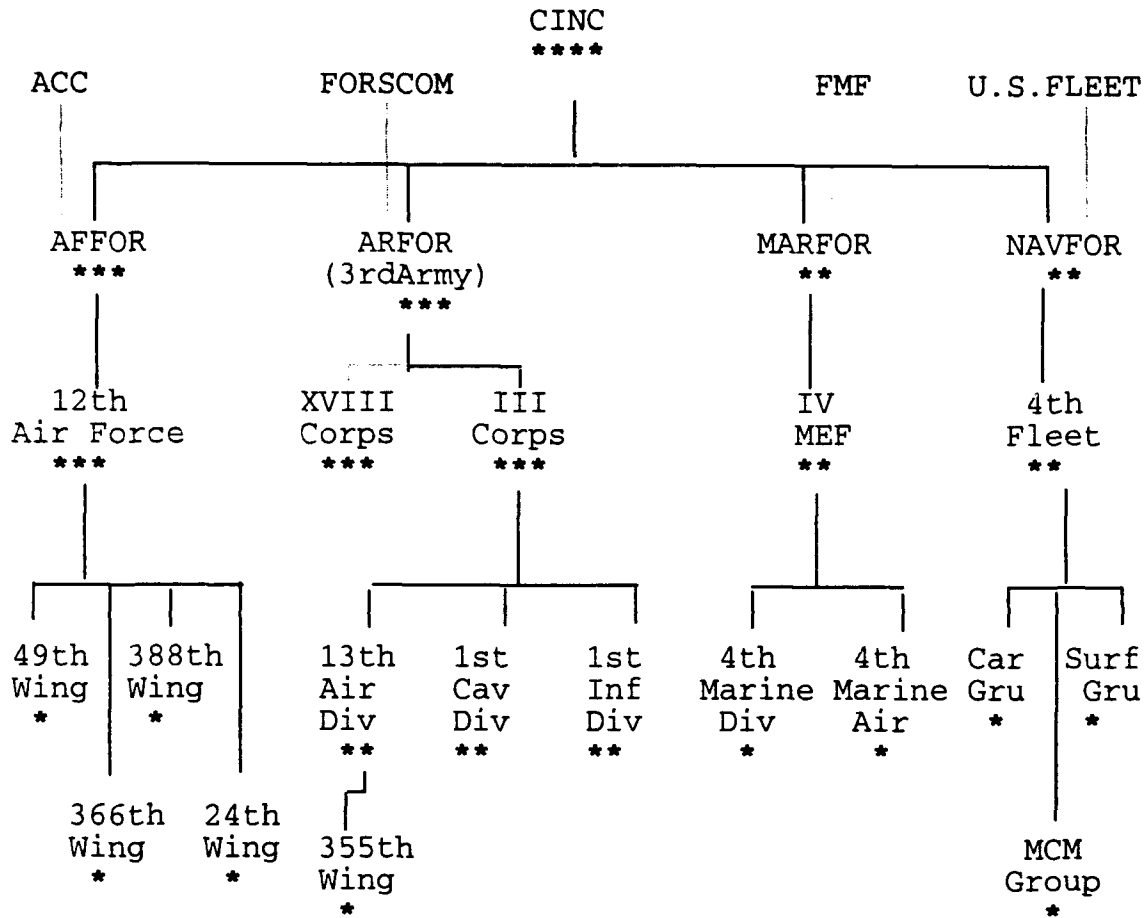 CINC
****
ACC FORSCOM FMF U.S.FLEET
AFFOR ARFOR MARFOR NAVFOR
*** (3rdArmy) ** **
***
12th XVIII III IV 4th
Air Force Corps Corps MEF Fleet
*** *** *** ** **
49th 388th 13th 1st 1st 4th 4th Car Surf
Wing Wing Air Cav Inf Marine Marine Gru Gru
* * Div Div Div Div Air * *
** ** ** * *
366th 24th 355th MCM
Wing Wing Wing Group
* * * *